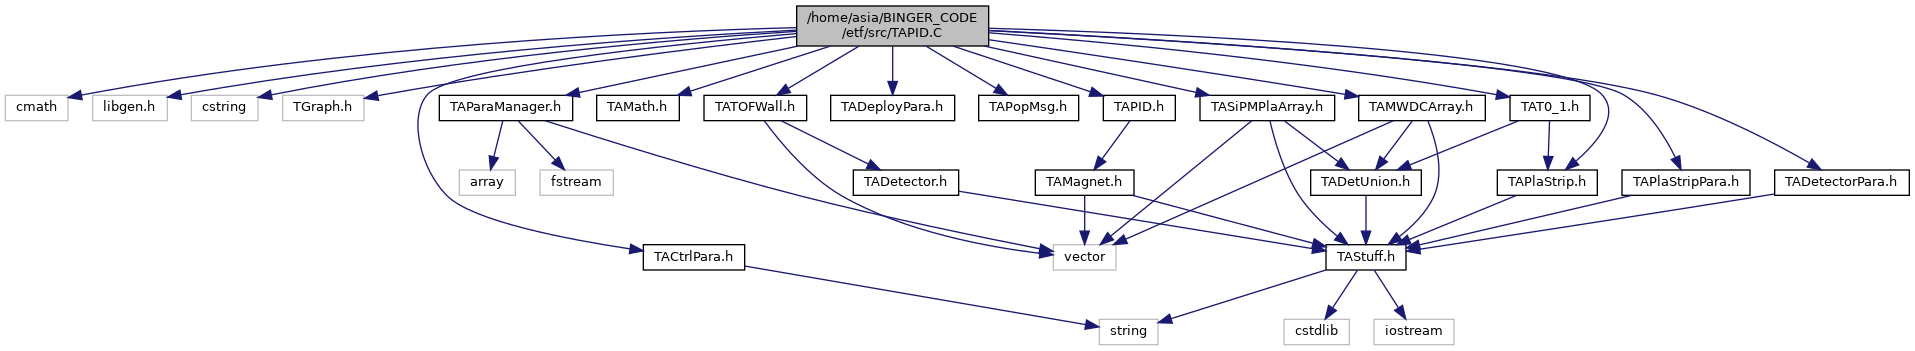 /home/asia/BINGER_CODE
/etf/src/TAPID.C
cmath
libgen.h
cstring
TGraph.h
TAParaManager.h
TAMath.h
TATOFWall.h
TADeployPara.h
TAPopMsg.h
TAPID.h
TASiPMPlaArray.h
TAMWDCArray.h
TAT0_1.h
array
fstream
TADetector.h
TAMagnet.h
TADetUnion.h
TAPlaStrip.h
TAPlaStripPara.h
TADetectorPara.h
TACtrlPara.h
vector
TAStuff.h
string
cstdlib
iostream